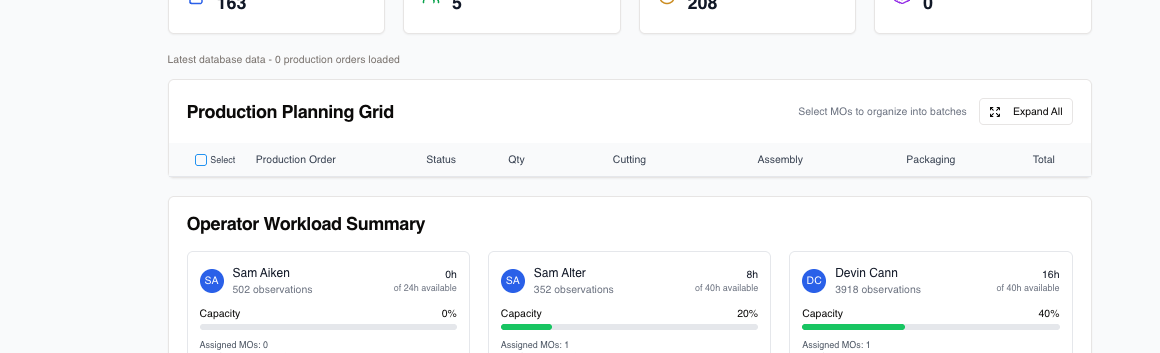 163
5
208
0
Latest database data - 0 production orders loaded
Production Planning Grid
Select MOs to organize into batches
Expand All
Select Production Order Status Qty Cutting Assembly Packaging Total
Operator Workload Summary
SA
Sam Aiken
502 observations
0h
of 24h available
Capacity 0%
Assigned MOs: 0
SA
Sam Alter
352 observations
8h
of 40h available
Capacity 20%
Assigned MOs: 1
DC
Devin Cann
3918 observations
16h
of 40h available
Capacity 40%
Assigned MOs: 1